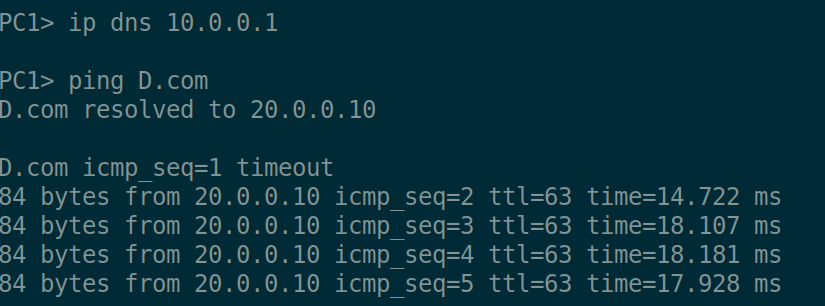 PC1> ip dns 10.0.0.1
PC1> ping D.com
D.com resolved to 20.0.0.10
D.com icmp_seq=1 timeout
84 bytes from 20.0.0.10 icmp_seq=2 ttl=63 time=14.722 ms
84 bytes from 20.0.0.10 icmp_seq=3 ttl=63 time=18.107 ms
84 bytes from 20.0.0.10 icmp_seq=4 ttl=63 time=18.181 ms
84 bytes from 20.0.0.10 icmp_seq=5 ttl=63 time=17.928 ms